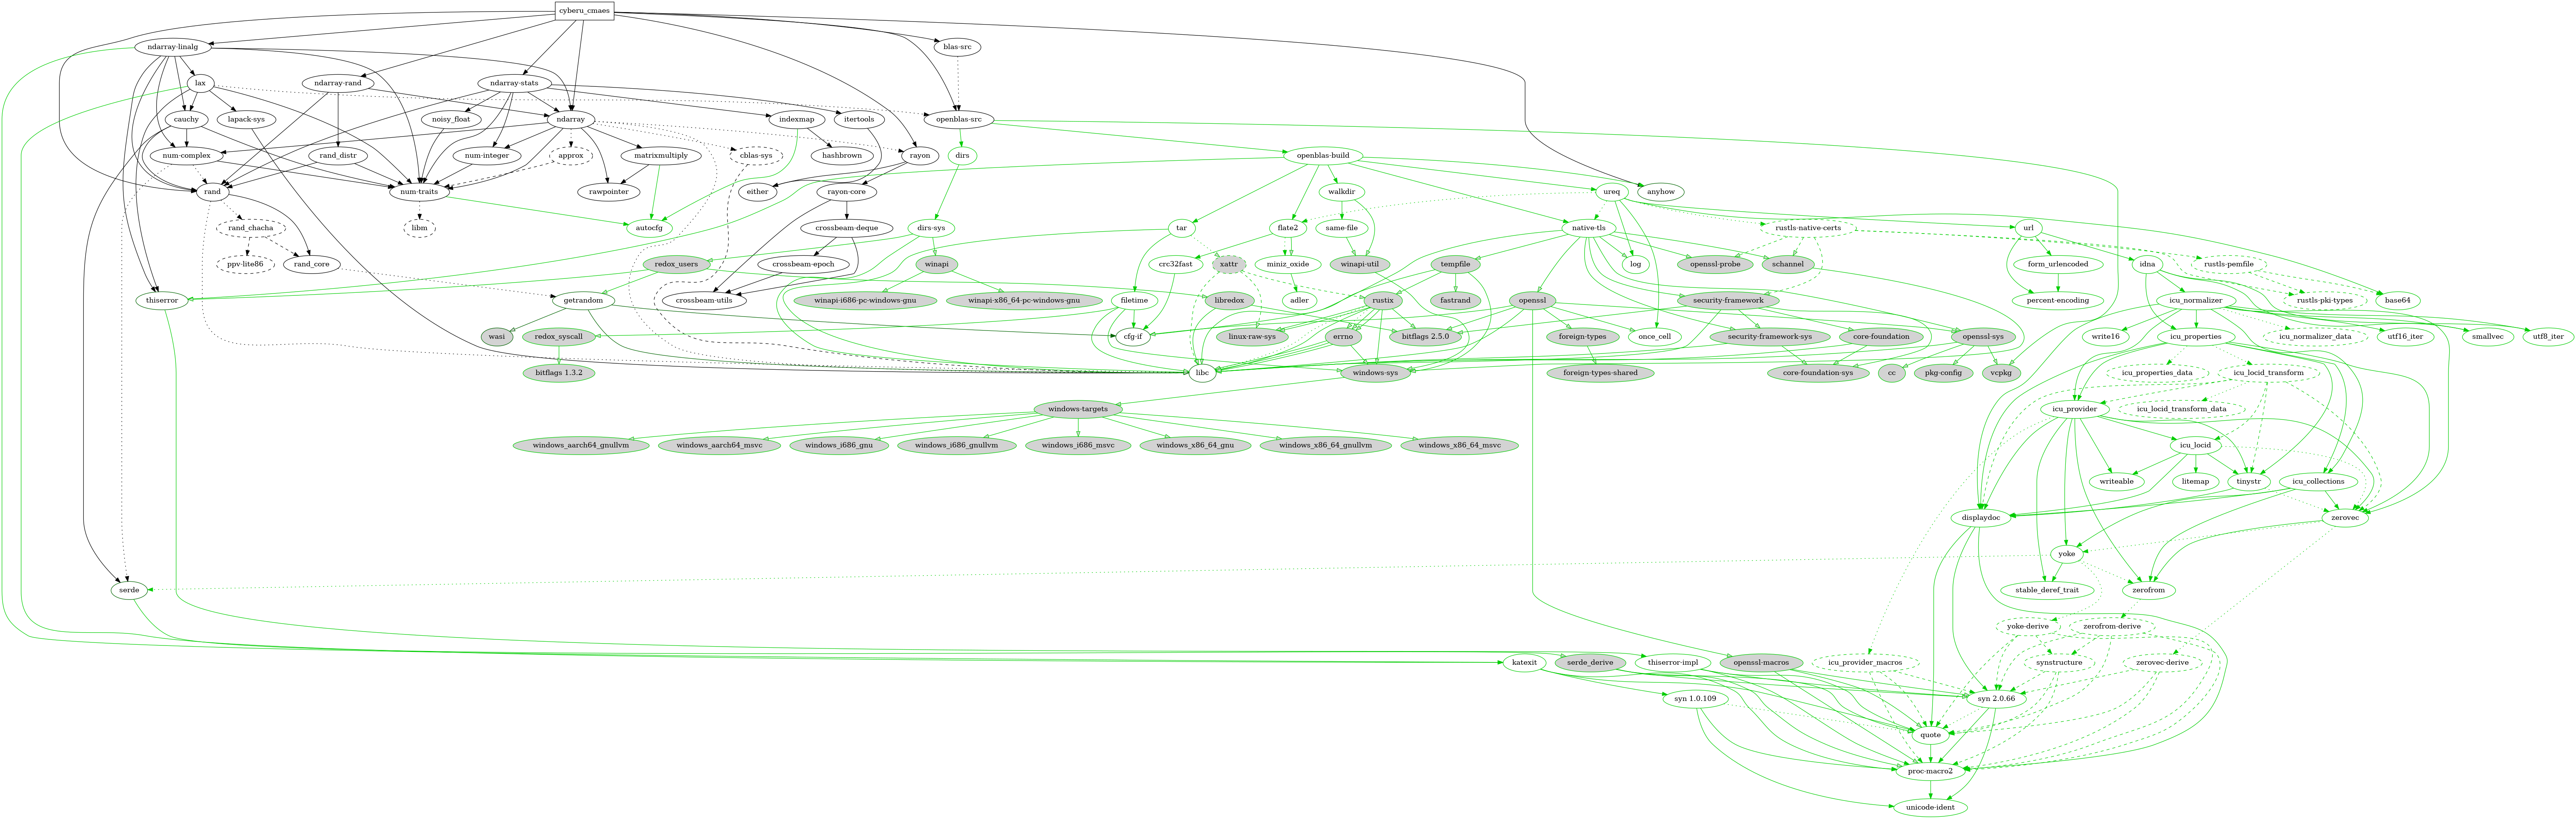 cyberu_cmaes
ndarray-linalg
blas-src
lax
ndarray-rand
ndarray-stats
cauchy
lapack-sys
noisy_float
ndarray
indexmap
itertools
openblas-src
num-complex
rand_distr
num-integer
approx
matrixmultiply
cblas-sys
hashbrown
rayon
dirs
openblas-build
rand
num-traits
rawpointer
either
rayon-core
walkdir
ureq
anyhow
rand_chacha
libm
autocfg
crossbeam-deque
dirs-sys
tar
flate2
same-file
native-tls
rustls-native-certs
url
ppv-lite86
rand_core
redox_users
crossbeam-epoch
winapi
crc32fast
xattr
miniz_oxide
winapi-util
tempfile
log
openssl-probe
schannel
form_urlencoded
idna
rustls-pemfile
thiserror
getrandom
crossbeam-utils
winapi-i686-pc-windows-gnu
winapi-x86_64-pc-windows-gnu
filetime
libredox
adler
rustix
fastrand
openssl
security-framework
percent-encoding
icu_normalizer
rustls-pki-types
base64
wasi
redox_syscall
cfg-if
linux-raw-sys
errno
bitflags 2.5.0
foreign-types
once_cell
security-framework-sys
core-foundation
openssl-sys
write16
icu_properties
icu_normalizer_data
utf16_iter
smallvec
utf8_iter
bitflags 1.3.2
libc
windows-sys
foreign-types-shared
core-foundation-sys
cc
pkg-config
vcpkg
icu_properties_data
icu_locid_transform
windows-targets
icu_provider
icu_locid_transform_data
windows_aarch64_gnullvm
windows_aarch64_msvc
windows_i686_gnu
windows_i686_gnullvm
windows_i686_msvc
windows_x86_64_gnu
windows_x86_64_gnullvm
windows_x86_64_msvc
icu_locid
writeable
litemap
tinystr
icu_collections
displaydoc
zerovec
yoke
serde
stable_deref_trait
zerofrom
yoke-derive
zerofrom-derive
katexit
serde_derive
thiserror-impl
openssl-macros
icu_provider_macros
synstructure
zerovec-derive
syn 1.0.109
syn 2.0.66
quote
proc-macro2
unicode-ident